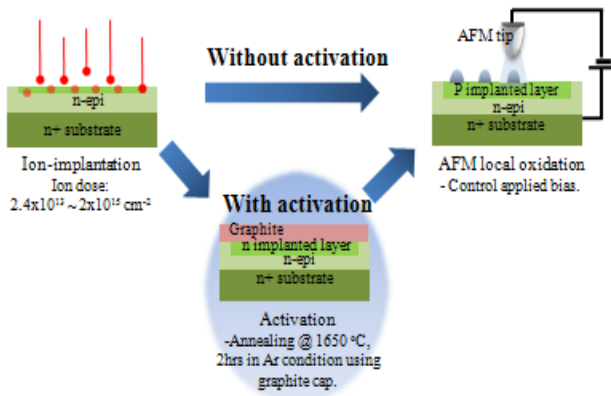 Without activation
AFM tip
n-epi
n+ substrate
P implanted layer
n-epi
n+ substrate
Ion-implantation
Ion dose:
2.4x10¹³ ~ 2x10¹⁵ cm⁻²
AFM local oxidation
- Control applied bias.
With activation
Graphite
n implanted layer
n-epi
n+ substrate
Activation
-Annealing @ 1650 ºC,
2hrs in Ar condition using
graphite cap.